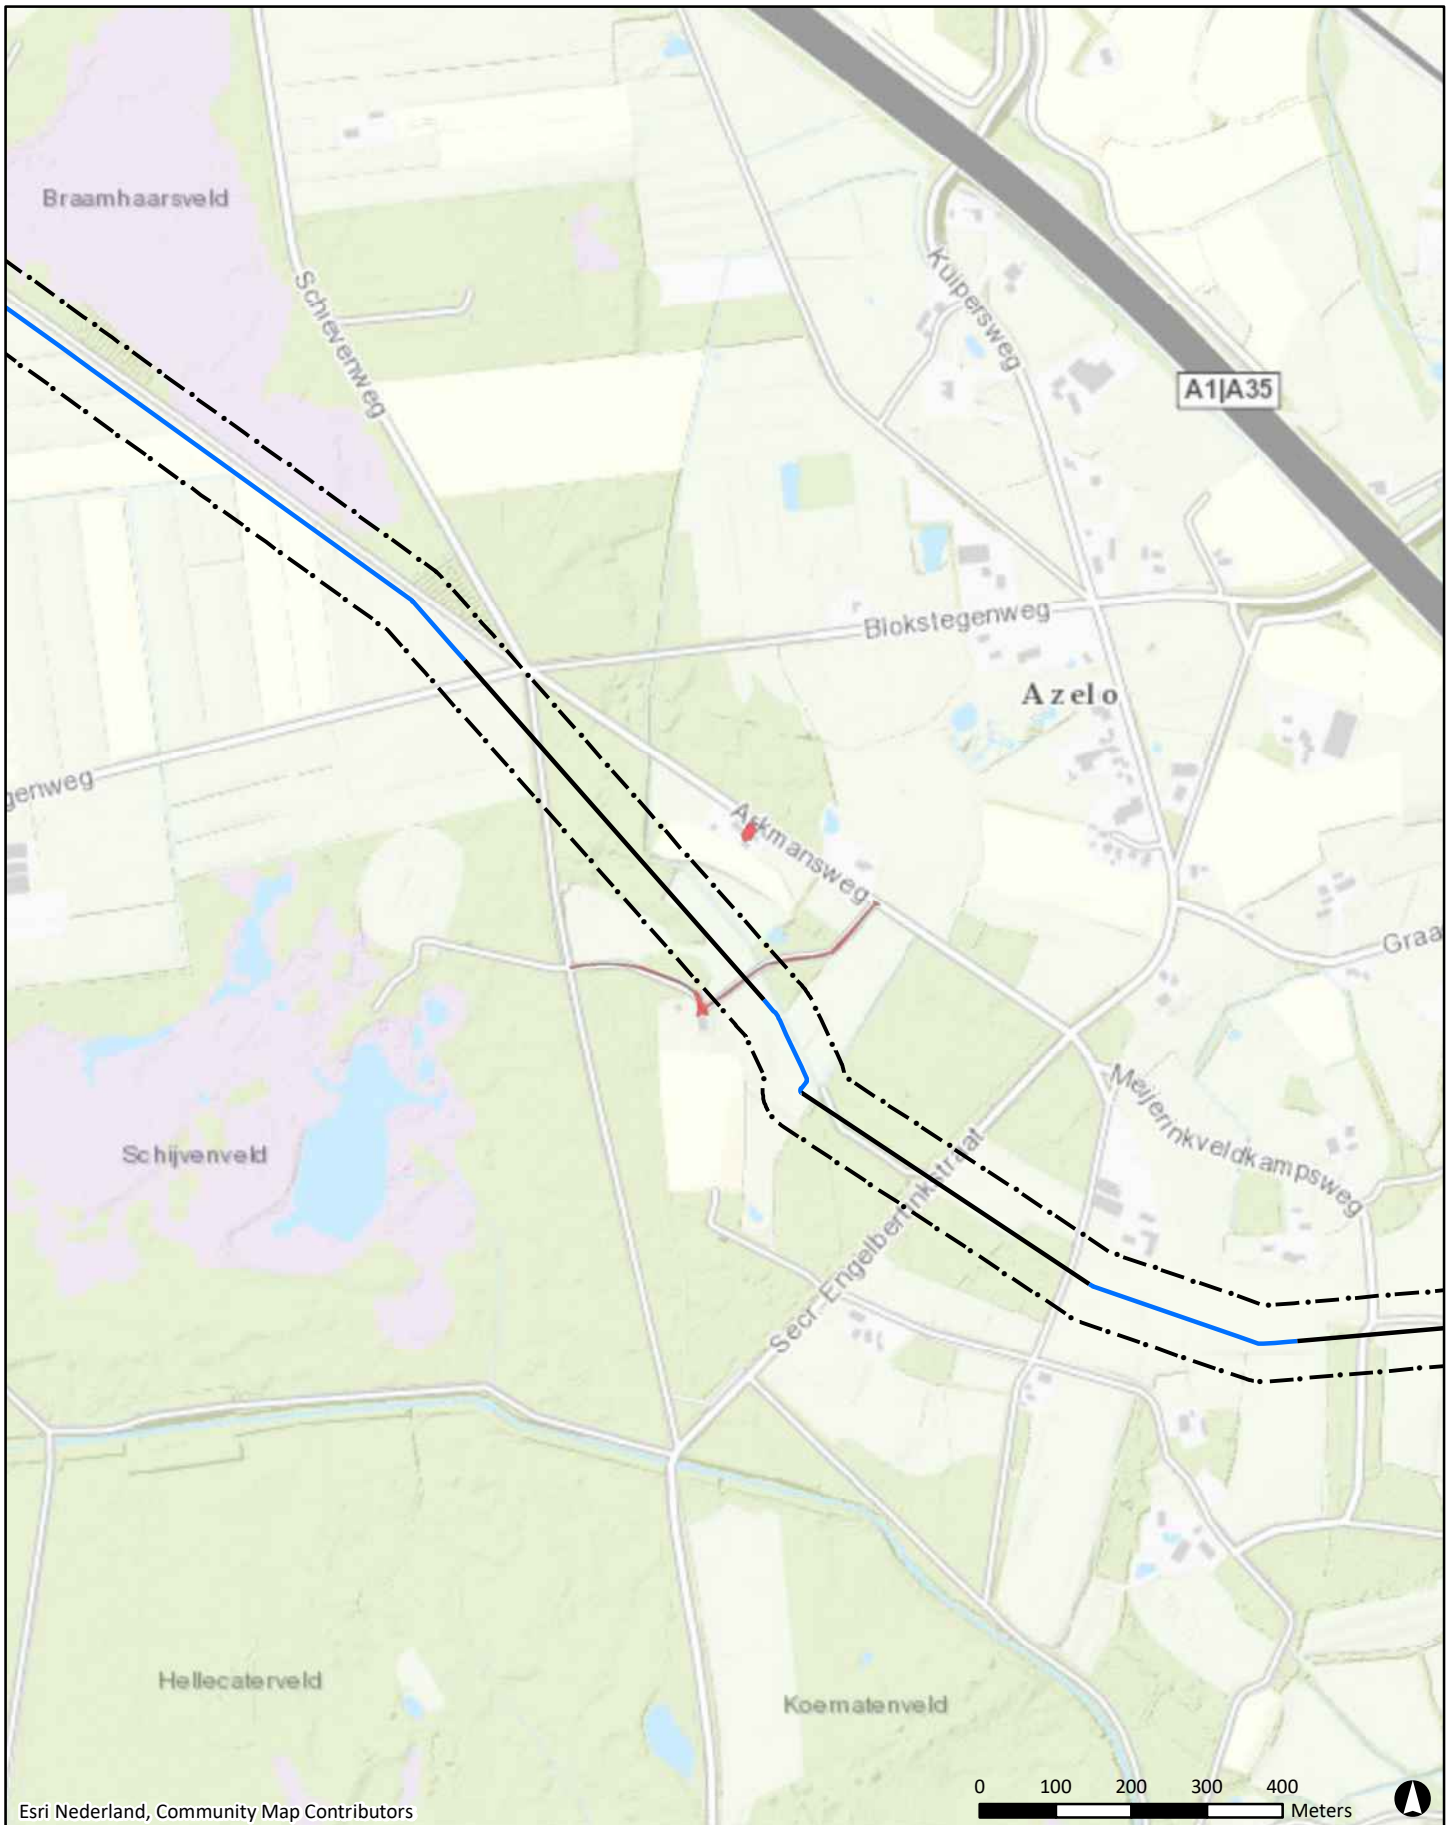 Braamhaarsveld
Schievenweg
Kuipersweg
A1|A35
Blokstegenweg
Azelo
genweg
Askmansweg
Graa
Meijerinkveldkampsweg
Schijvenveld
Secr. Engelbertinkstraat
Hellecaterveld
Koematenveld
0 100 200 300 400
Meters
Esri Nederland, Community Map Contributors